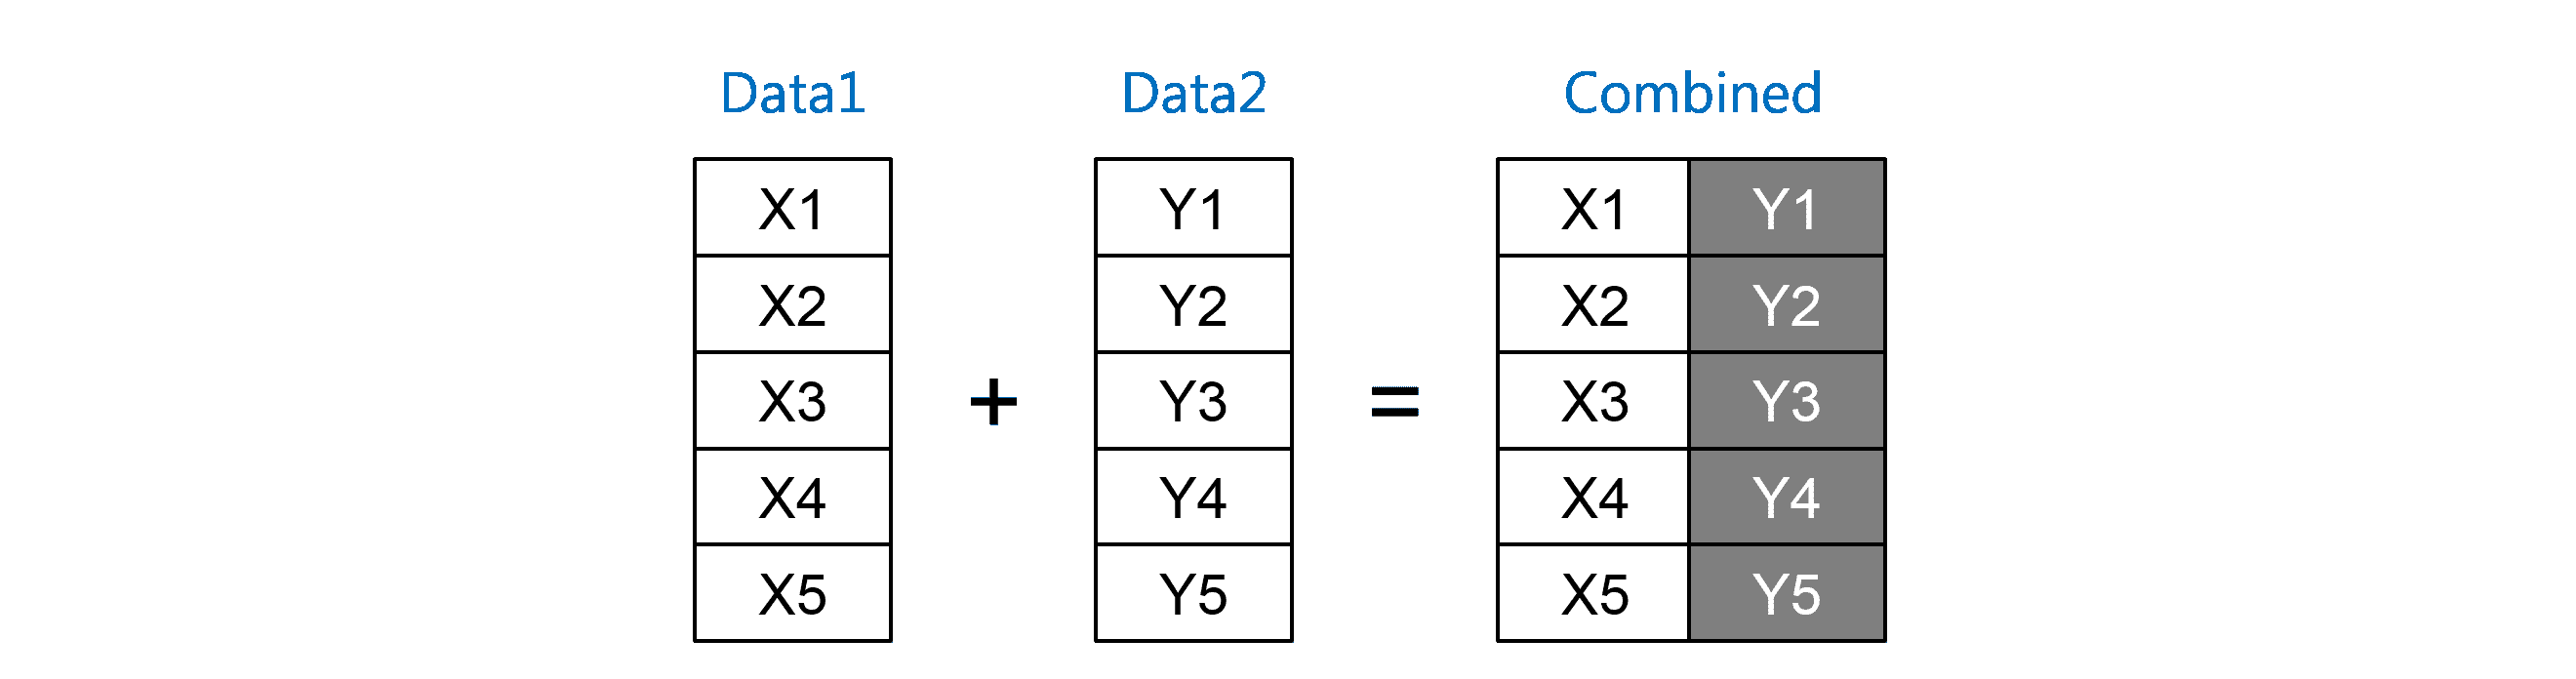 Data1 Data2 Combined
X1 Y1 X1 Y1
X2 Y2 X2 Y2
X3 + Y3 = X3 Y3
X4 Y4 X4 Y4
X5 Y5 X5 Y5